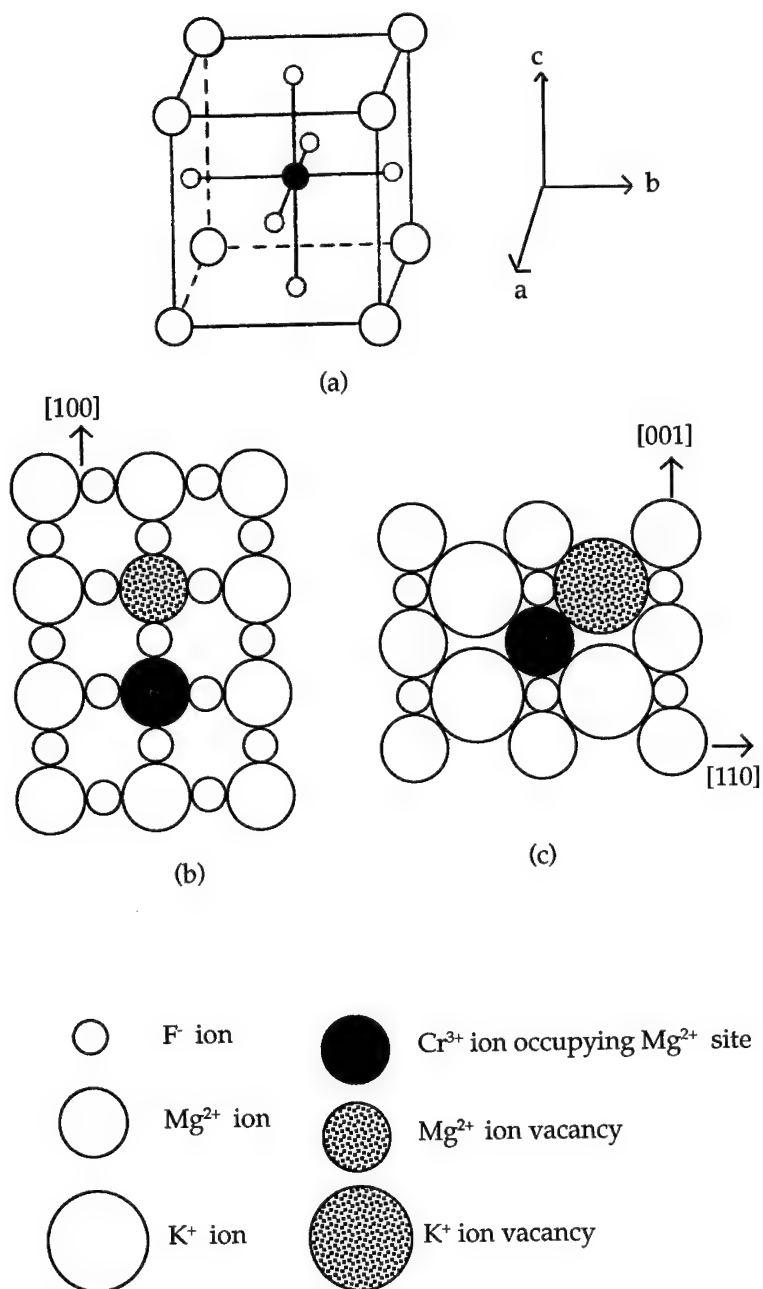 c
b
a
(a)
[100]
[001]
[110]
(b)
(c)
F- ion
Cr3+ ion occupying Mg2+ site
Mg2+ ion
Mg2+ ion vacancy
K+ ion
K+ ion vacancy